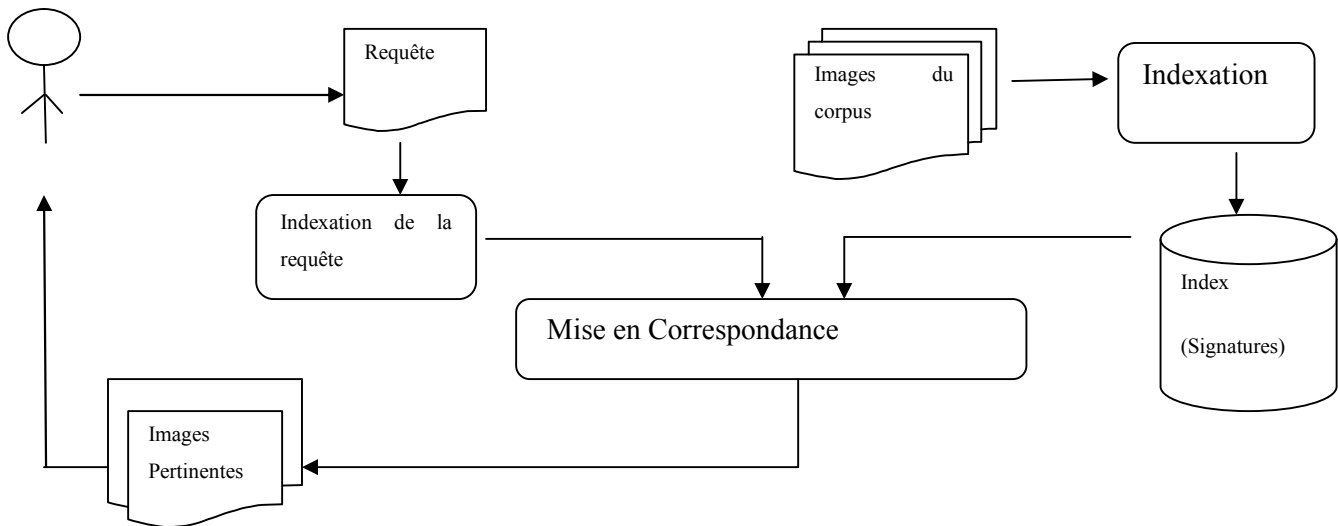 Requête
Images du
corpus
Indexation
Indexation de la
requête
Index
(Signatures)
Mise en Correspondance
Images
Pertinentes